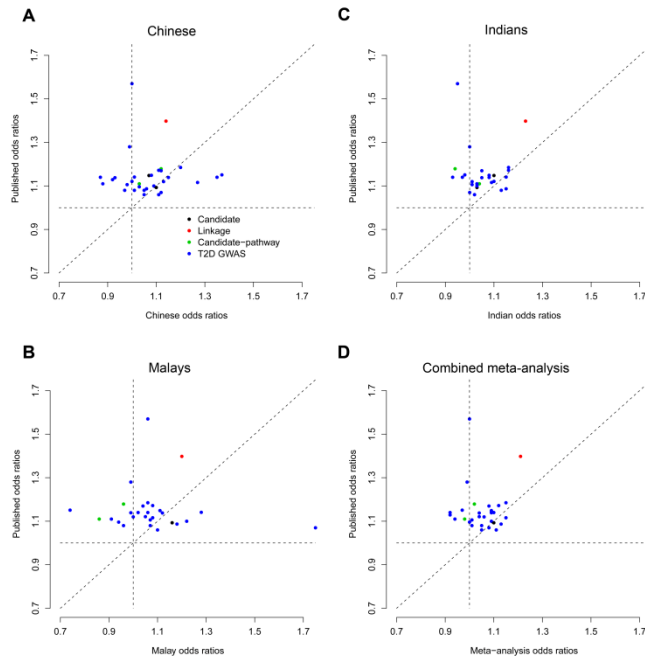 A
Chinese
Published odds ratios
1.7
1.5
1.3
1.1
0.9
0.7
Candidate
Linkage
Candidate-pathway
T2D GWAS
0.7 0.9 1.1 1.3 1.5 1.7
Chinese odds ratios
C
Indians
Published odds ratios
1.7
1.5
1.3
1.1
0.9
0.7
0.7 0.9 1.1 1.3 1.5 1.7
Indian odds ratios
B
Malays
Published odds ratios
1.7
1.5
1.3
1.1
0.9
0.7
0.7 0.9 1.1 1.3 1.5 1.7
Malay odds ratios
D
Combined meta-analysis
Published odds ratios
1.7
1.5
1.3
1.1
0.9
0.7
0.7 0.9 1.1 1.3 1.5 1.7
Meta-analysis odds ratios